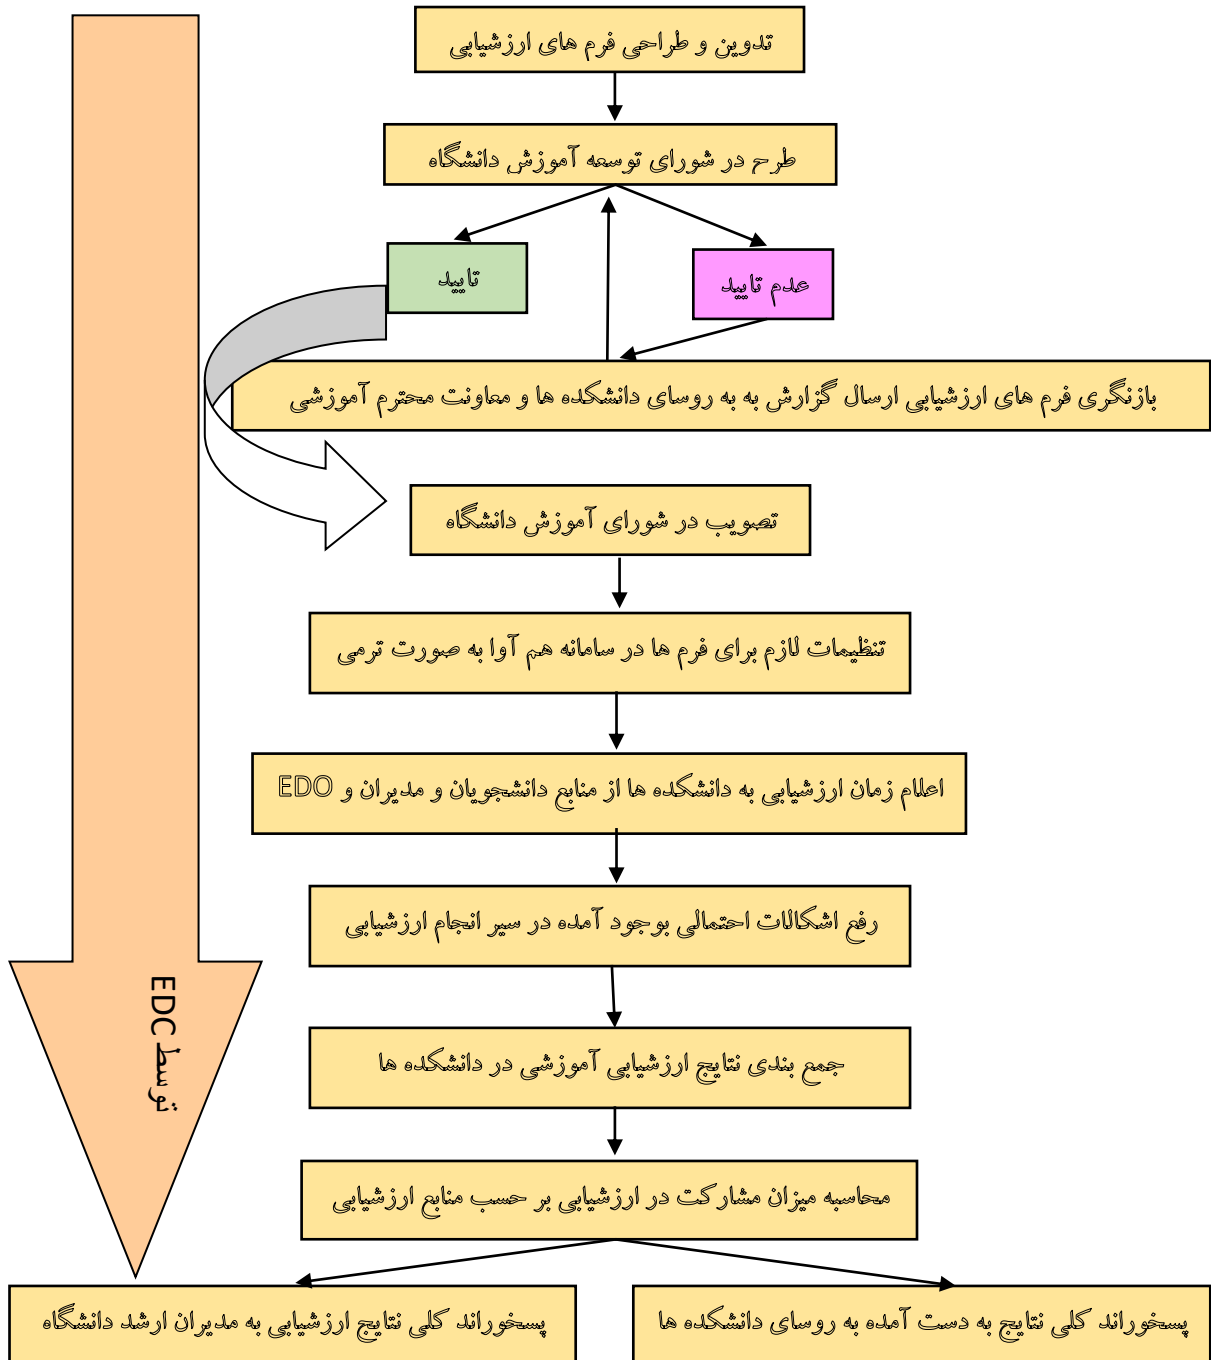 تدوین و طراحی فرم های ارزشیابی
طرح در شورای توسعه آموزش دانشگاه
تایید
عدم تایید
بازنگری فرم های ارزشیابی ارسال گزارش به به روسای دانشکده ها و معاونت محترم آموزشی
تصویب در شورای آموزش دانشگاه
تنظیمات لازم برای فرم ها در سامانه هم آوا به صورت ترمی
اعلام زمان ارزشیابی به دانشکده ها از منابع دانشجویان و مدیران و EDO
رفع اشکالات احتمالی بوجود آمده در سیر انجام ارزشیابی
جمع بندی نتایج ارزشیابی آموزشی در دانشکده ها
محاسبه میزان مشارکت در ارزشیابی بر حسب منابع ارزشیابی
پسخوراند کلی نتایج به دست آمده به روسای دانشکده ها
پسخوراند کلی نتایج ارزشیابی به مدیران ارشد دانشگاه
توسط EDC